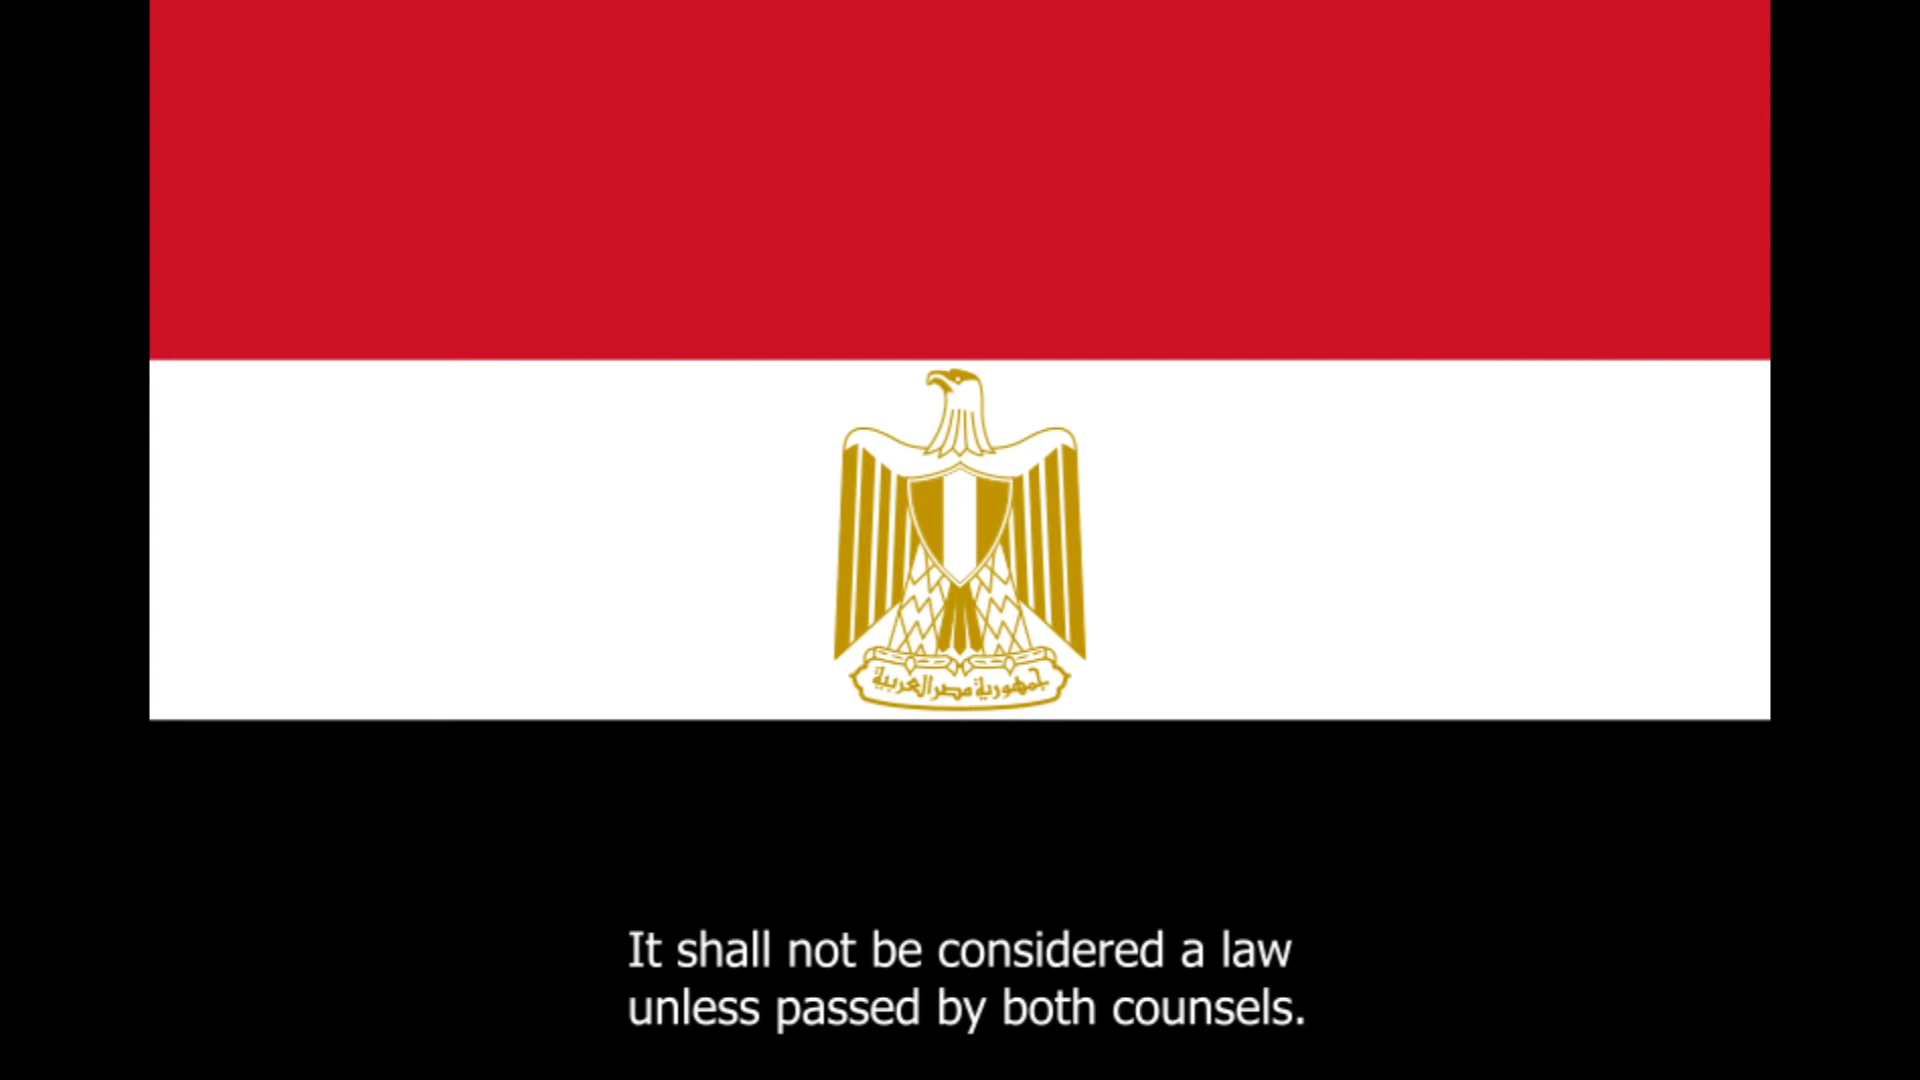 جمهورية مصر العربية
It shall not be considered a law
unless passed by both counsels.